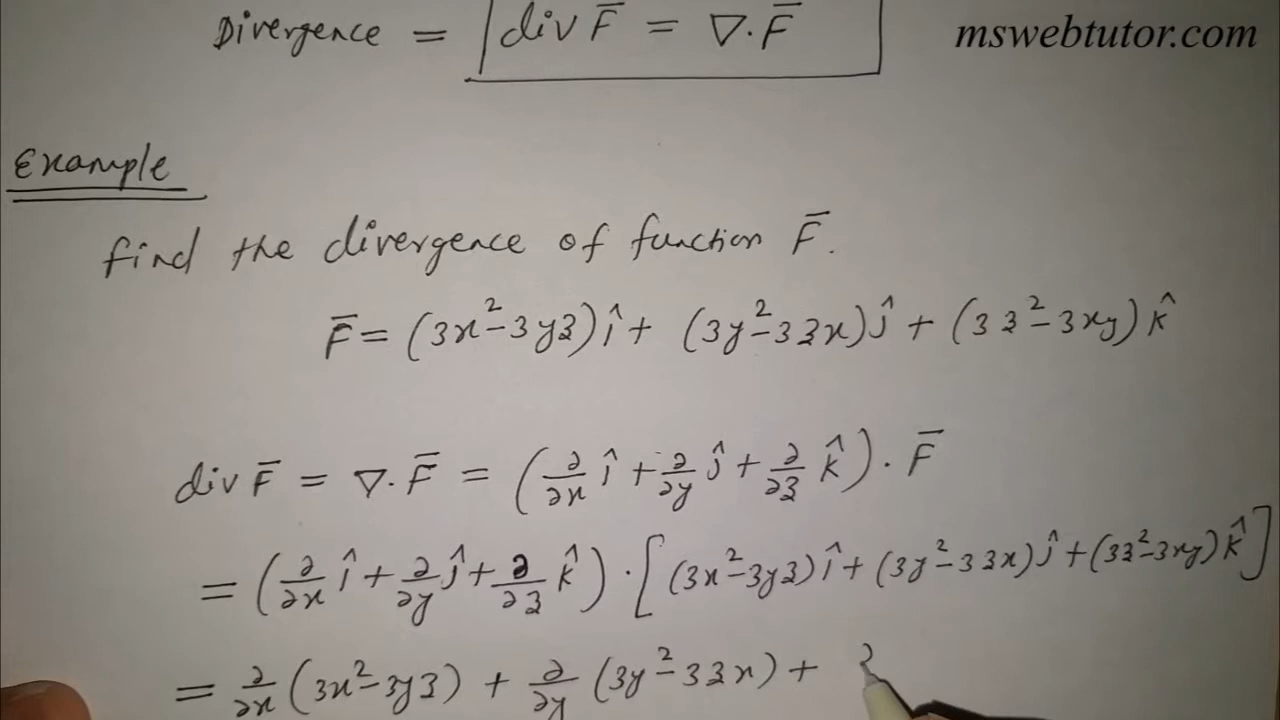 Divergence = div F̄ = ∇·F̄
mswebtutor.com
Example
find the divergence of function F̄.
F̄ = (3x²-3yz)î + (3y²-3zx)ĵ + (3z²-3xy)k̂
div F̄ = ∇·F̄ = (∂/∂x î + ∂/∂y ĵ + ∂/∂z k̂)·F̄
= (∂/∂x î + ∂/∂y ĵ + ∂/∂z k̂)·[(3x²-3yz)î + (3y²-3zx)ĵ + (3z²-3xy)k̂]
= ∂/∂x (3x²-3yz) + ∂/∂y (3y²-3zx) +